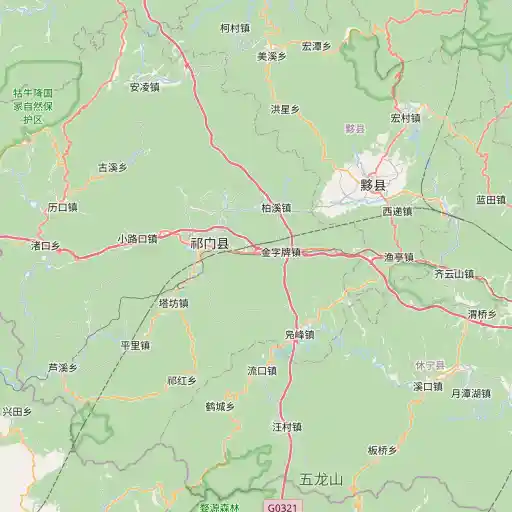 柯村镇
宏潭乡
美溪乡
安凌镇
牯牛降国
家自然保
护区
洪星乡
宏村镇
黟县
古溪乡
黟县
蓝田镇
历口镇
柏溪镇
西递镇
小路口镇
祁门县
渚口乡
金字牌镇
渔亭镇
齐云山镇
塔坊镇
渭桥乡
凫峰镇
平里镇
休宁县
芦溪乡
流口镇
祁红乡
溪口镇
月潭湖镇
鹤城乡
兴田乡
汪村镇
板桥乡
五龙山
婺源森林
G0321